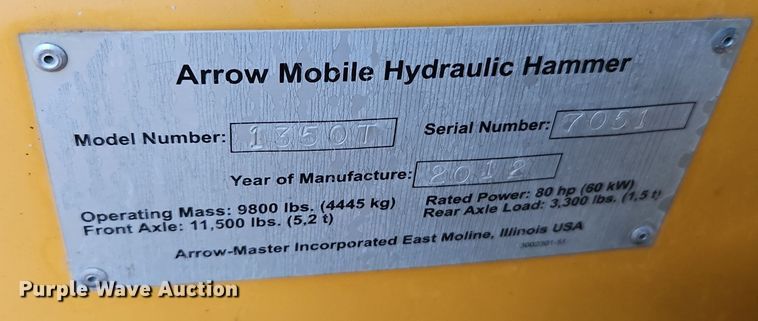 Arrow Mobile Hydraulic Hammer
Model Number: 1350T Serial Number: 7051
Year of Manufacture: 2012
Operating Mass: 9800 lbs. (4445 kg) Rated Power: 80 hp (60 kW)
Front Axle: 11,500 lbs. (5,2 t) Rear Axle Load: 3,300 lbs. (1,5 t)
Arrow-Master Incorporated East Moline, Illinois USA
Purple Wave Auction